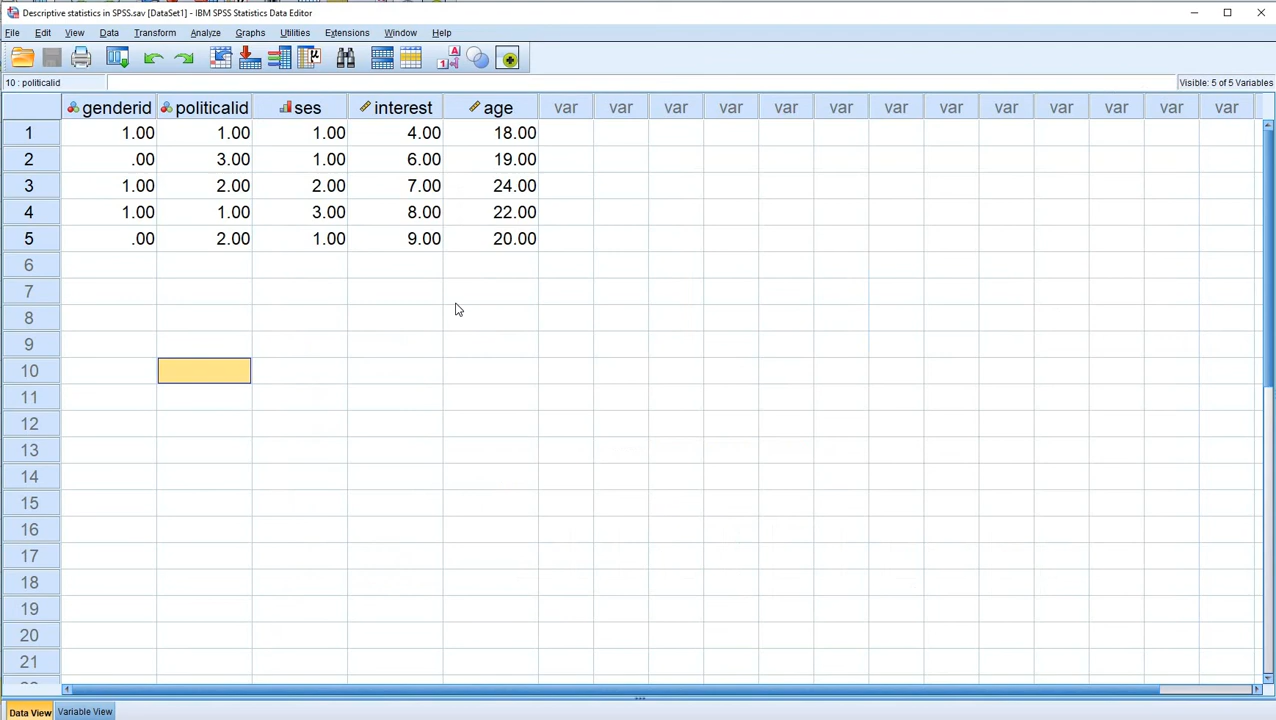 Descriptive statistics in SPSS.sav [DataSet1] - IBM SPSS Statistics Data Editor
File Edit View Data Transform Analyze Graphs Utilities Extensions Window Help
10 : politicalid Visible: 5 of 5 Variables
genderid politicalid ses interest age var var var var var var var var var var var var var
1 1.00 1.00 1.00 4.00 18.00
2 .00 3.00 1.00 6.00 19.00
3 1.00 2.00 2.00 7.00 24.00
4 1.00 1.00 3.00 8.00 22.00
5 .00 2.00 1.00 9.00 20.00
6
7
8
9
10
11
12
13
14
15
16
17
18
19
20
21
Data View Variable View